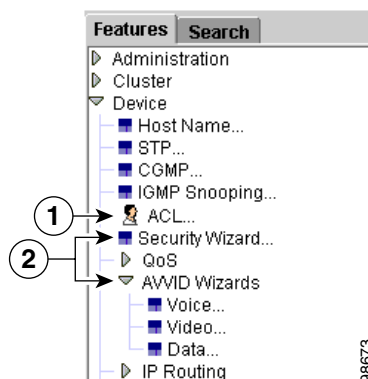 Features Search
Administration
Cluster
Device
Host Name...
STP...
CGMP...
IGMP Snooping...
1 ACL...
Security Wizard...
2
QoS
AVVID Wizards
Voice...
Video...
Data...
IP Routing
98673